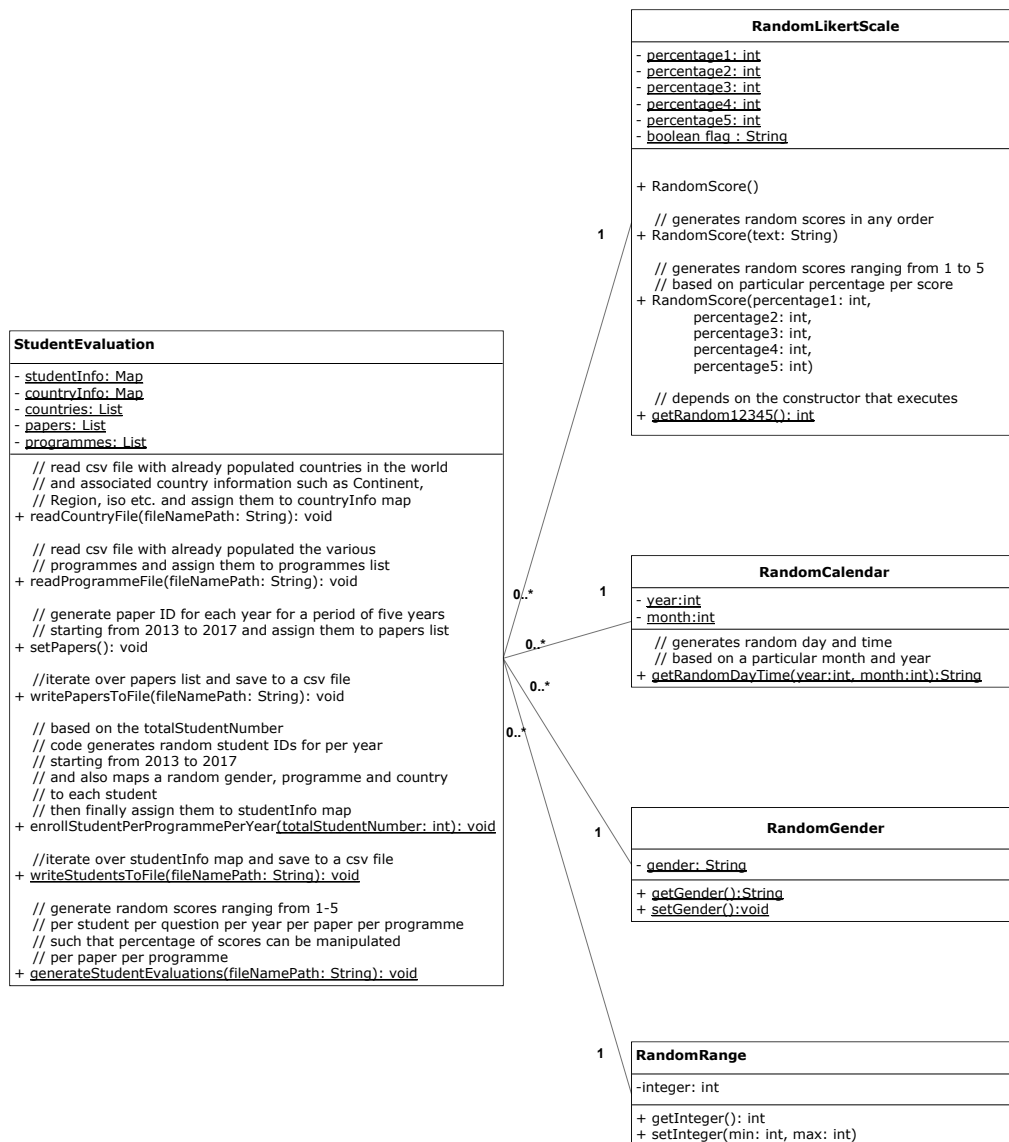 RandomLikertScale
- percentage1: int
- percentage2: int
- percentage3: int
- percentage4: int
- percentage5: int
- boolean flag : String
+ RandomScore()
// generates random scores in any order
+ RandomScore(text: String)
// generates random scores ranging from 1 to 5
// based on particular percentage per score
+ RandomScore(percentage1: int,
percentage2: int,
percentage3: int,
percentage4: int,
percentage5: int)
// depends on the constructor that executes
+ getRandom12345(): int
1
StudentEvaluation
- studentInfo: Map
- countryInfo: Map
- countries: List
- papers: List
- programmes: List
// read csv file with already populated countries in the world
// and associated country information such as Continent,
// Region, iso etc. and assign them to countryInfo map
+ readCountryFile(fileNamePath: String): void
// read csv file with already populated the various
// programmes and assign them to programmes list
+ readProgrammeFile(fileNamePath: String): void
// generate paper ID for each year for a period of five years
// starting from 2013 to 2017 and assign them to papers list
+ setPapers(): void
//iterate over papers list and save to a csv file
+ writePapersToFile(fileNamePath: String): void
// based on the totalStudentNumber
// code generates random student IDs for per year
// starting from 2013 to 2017
// and also maps a random gender, programme and country
// to each student
// then finally assign them to studentInfo map
+ enrollStudentPerProgrammePerYear(totalStudentNumber: int): void
//iterate over studentInfo map and save to a csv file
+ writeStudentsToFile(fileNamePath: String): void
// generate random scores ranging from 1-5
// per student per question per year per paper per programme
// such that percentage of scores can be manipulated
// per paper per programme
+ generateStudentEvaluations(fileNamePath: String): void
0..*
0..*
0..*
0..*
1
RandomCalendar
- year:int
- month:int
// generates random day and time
// based on a particular month and year
+ getRandomDayTime(year:int, month:int):String
1
RandomGender
- gender: String
+ getGender():String
+ setGender():void
1
RandomRange
-integer: int
+ getInteger(): int
+ setInteger(min: int, max: int)